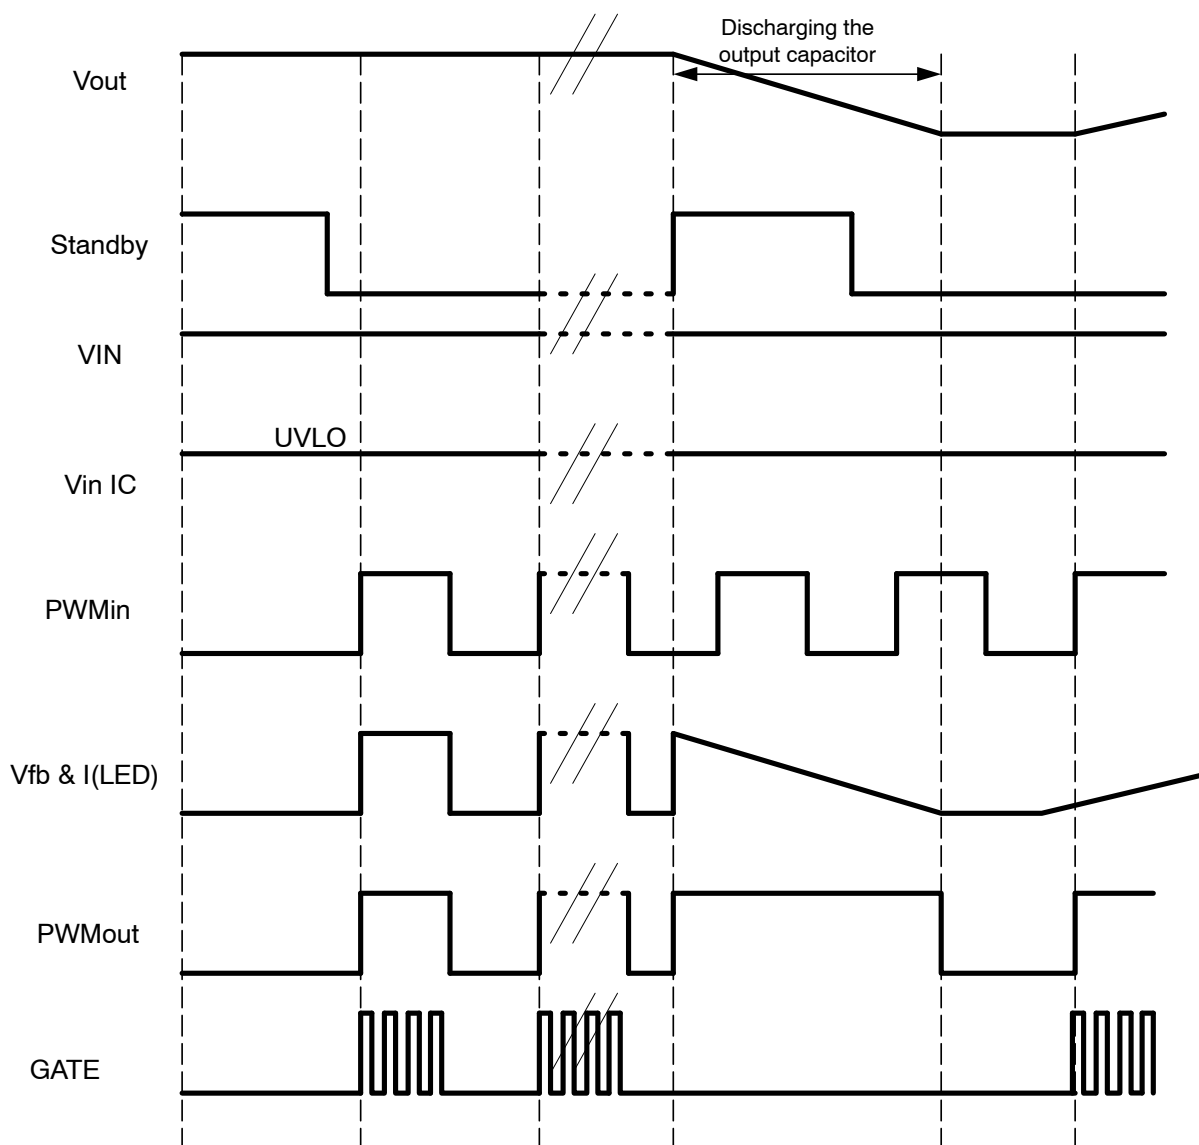 Discharging the
output capacitor
Vout
Standby
VIN
UVLO
Vin IC
PWMin
Vfb & I(LED)
PWMout
GATE